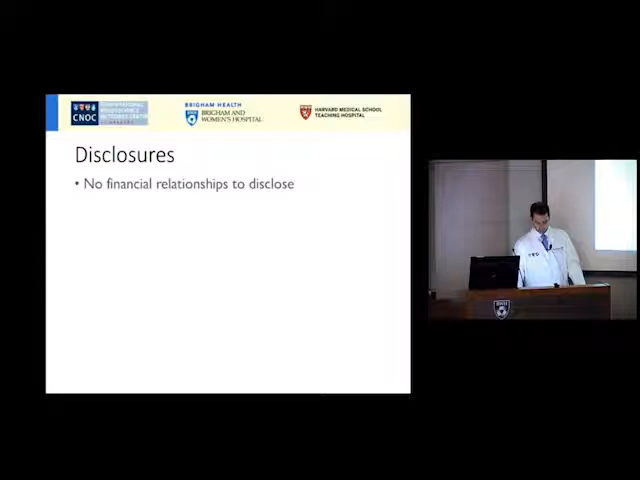 CNOC
BRIGHAM HEALTH
BRIGHAM AND
WOMEN'S HOSPITAL
HARVARD MEDICAL SCHOOL
TEACHING HOSPITAL
Disclosures
• No financial relationships to disclose